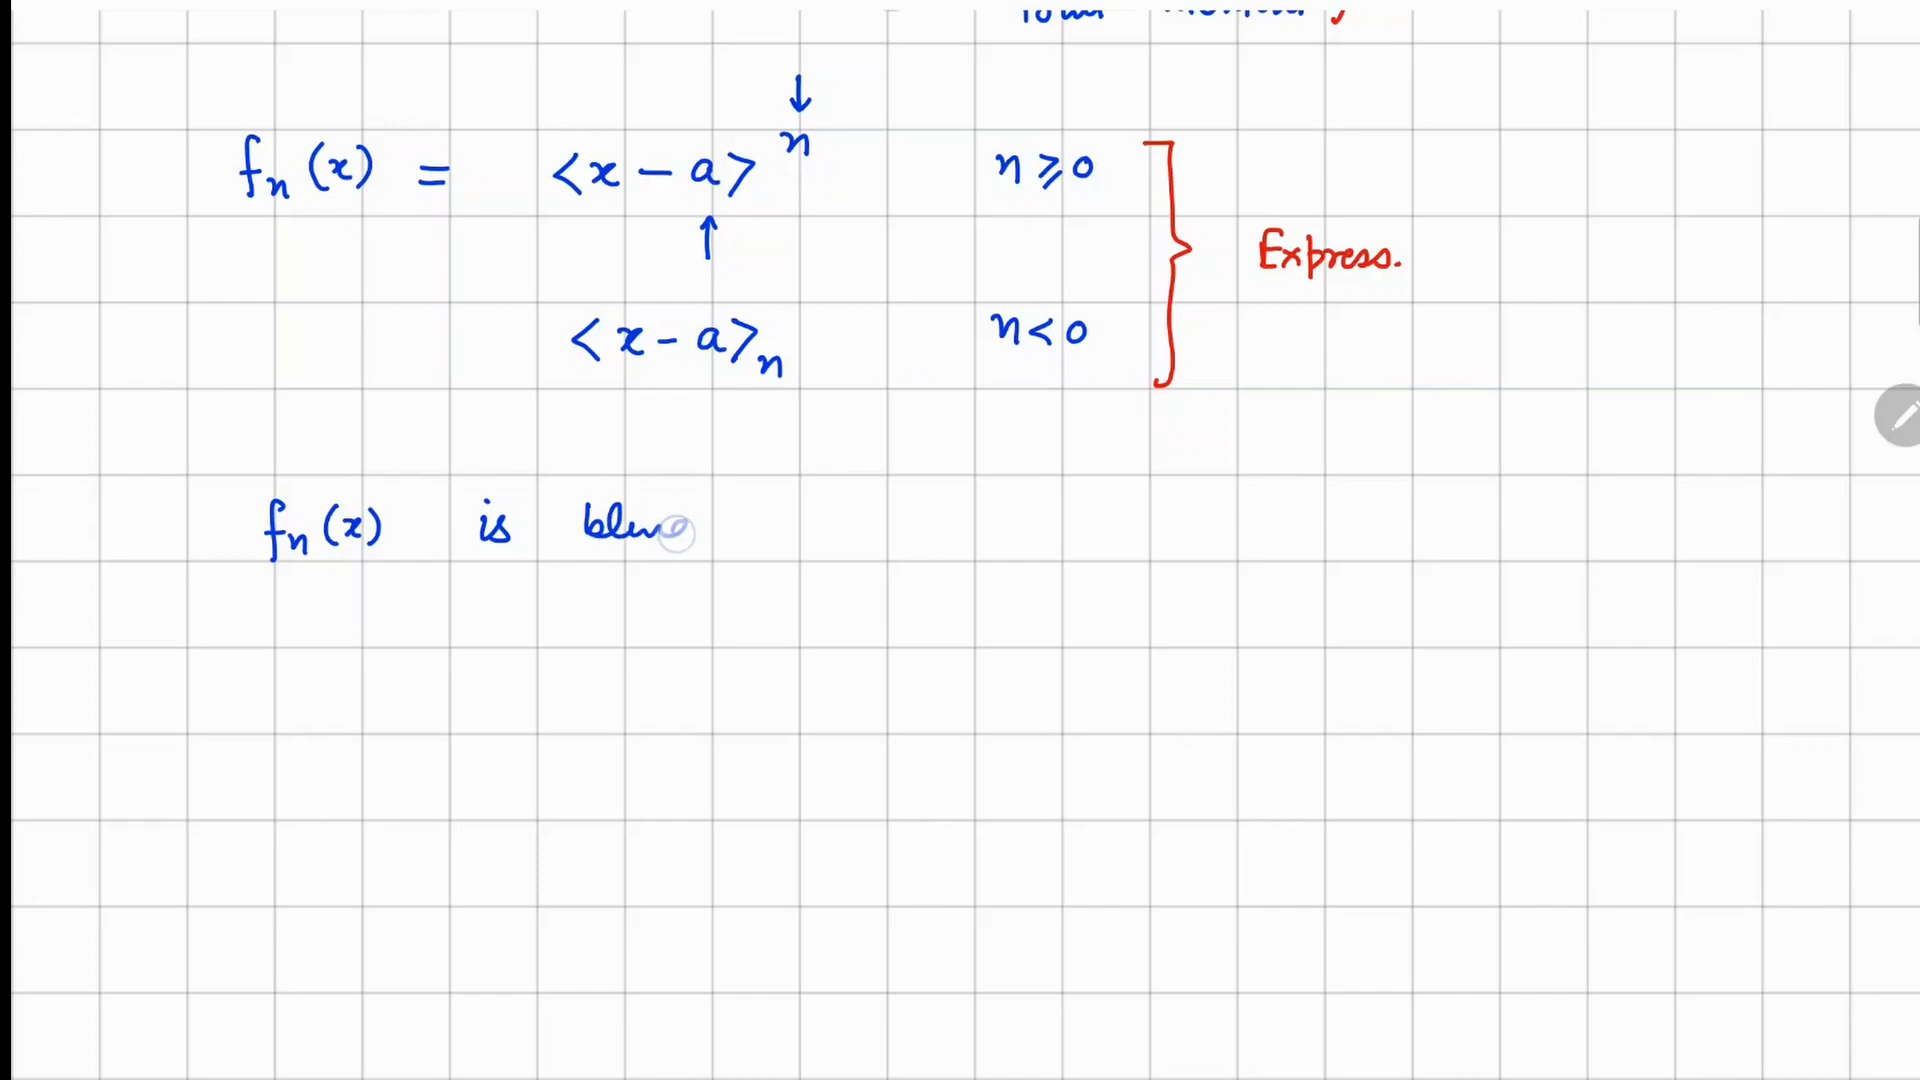 ↓
fₙ(x) = <x - a>ⁿ n ⩾ 0
↑ Express.
<x - a>ₙ n < 0
fₙ(x) is